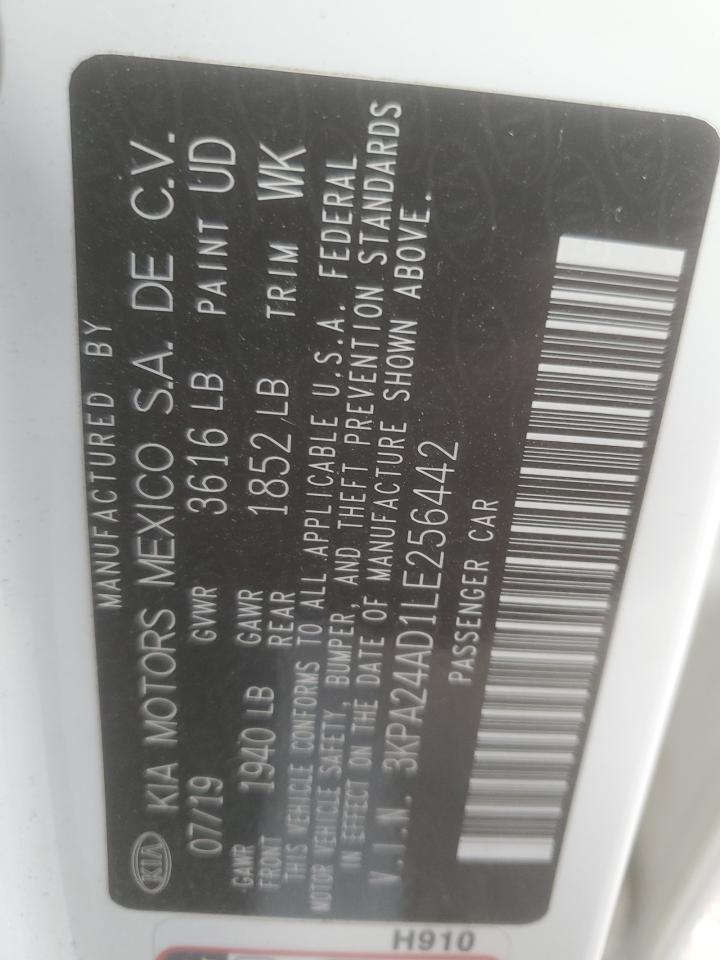 MANUFACTURED BY
KIA KIA MOTORS MEXICO S.A. DE C.V.
07/19 GVWR 3616 LB PAINT UD
GAWR FRONT 1940 LB GAWR REAR 1852 LB TRIM WK
THIS VEHICLE CONFORMS TO ALL APPLICABLE U.S.A. FEDERAL
MOTOR VEHICLE SAFETY, BUMPER, AND THEFT PREVENTION STANDARDS
IN EFFECT ON THE DATE OF MANUFACTURE SHOWN ABOVE.
V.I.N. 3KPA24AD1LE256442
PASSENGER CAR
H910